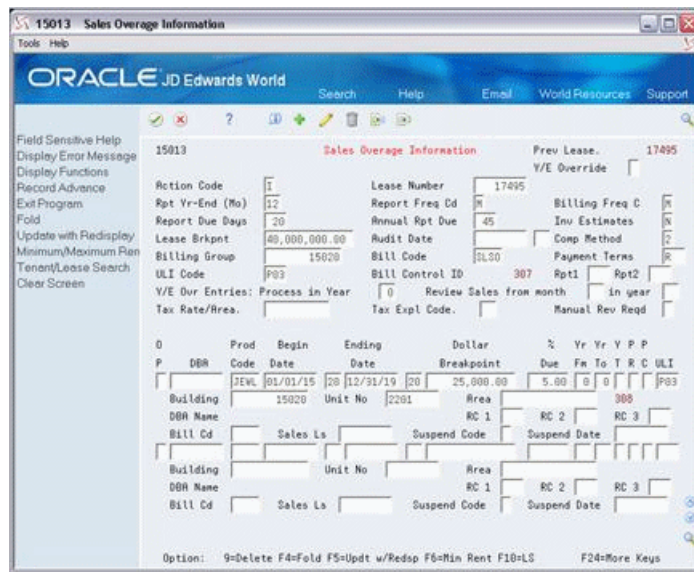 15013 Sales Overage Information
Tools Help
ORACLE JD Edwards World
Search Help Email World Resources Support
Field Sensitive Help
Display Error Message
Display Functions
Record Advance
Exit Program
Fold
Update with Redisplay
Minimum/Maximum Ren
Tenant/Lease Search
Clear Screen
15013 Sales Overage Information Prev Lease. 17495
Y/E Override
Action Code I Lease Number 17495
Rpt Yr-End (Mo) 12 Report Freq Cd M Billing Freq C M
Report Due Days 20 Annual Rpt Due 45 Inv Estimates N
Lease Brkpnt 40,000,000.00 Audit Date Comp Method 2
Billing Group 15020 Bill Code SLSO Payment Terms R
ULI Code P03 Bill Control ID 307 Rpt1 Rpt2
Y/E Ovr Entries: Process in Year 0 Review Sales from month in year
Tax Rate/Area. Tax Expl Code. Manual Rev Reqd
O Prod Begin Ending Dollar % Yr Yr Y P P
P DBA Code Date Date Breakpoint Due Fm To T R C ULI
JEWL 01/01/15 20 12/31/19 20 25,000.00 5.00 0 0 P03
Building 15020 Unit No 2201 Area 308
DBA Name RC 1 RC 2 RC 3
Bill Cd Sales Ls Suspend Code Suspend Date
Building Unit No Area
DBA Name RC 1 RC 2 RC 3
Bill Cd Sales Ls Suspend Code Suspend Date
Option: 9=Delete F4=Fold F5=Updt w/Redsp F6=Min Rent F10=LS F24=More Keys